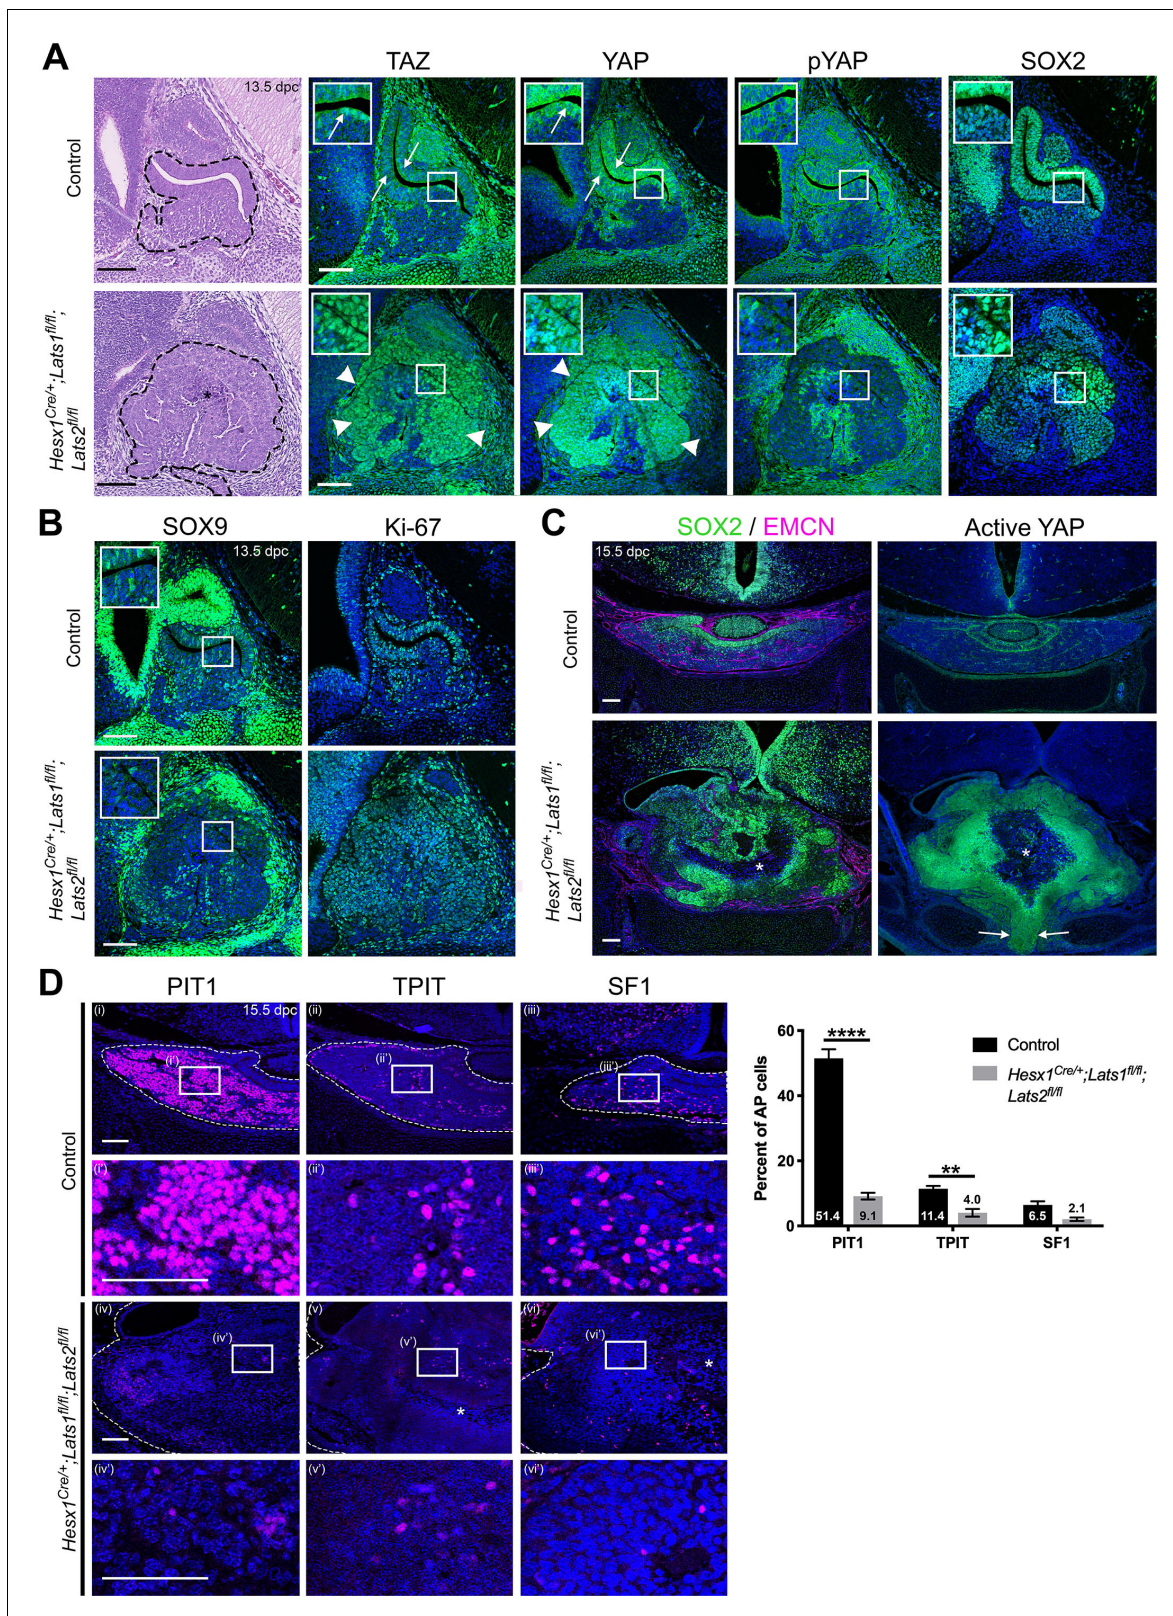 A
TAZ
YAP
pYAP
SOX2
Control
13.5 dpc
Hesx1Cre/+;Lats1fl/fl;
Lats2fl/fl
*
B
SOX9
Ki-67
Control
13.5 dpc
Hesx1Cre/+;Lats1fl/fl;
Lats2fl/fl
C
SOX2 / EMCN
Active YAP
Control
15.5 dpc
Hesx1Cre/+;Lats1fl/fl;
Lats2fl/fl
*
*
D
PIT1
TPIT
SF1
Control
(i)
15.5 dpc
(i')
(ii)
(ii')
(iii)
(iii')
(i')
(ii')
(iii')
Hesx1Cre/+;Lats1fl/fl;Lats2fl/fl
(iv)
(iv')
(v)
(v')
*
(vi)
(vi')
*
(iv')
(v')
(vi')
Percent of AP cells
60
40
20
0
****
**
51.4
9.1
11.4
4.0
6.5
2.1
PIT1
TPIT
SF1
Control
Hesx1Cre/+;Lats1fl/fl;
Lats2fl/fl